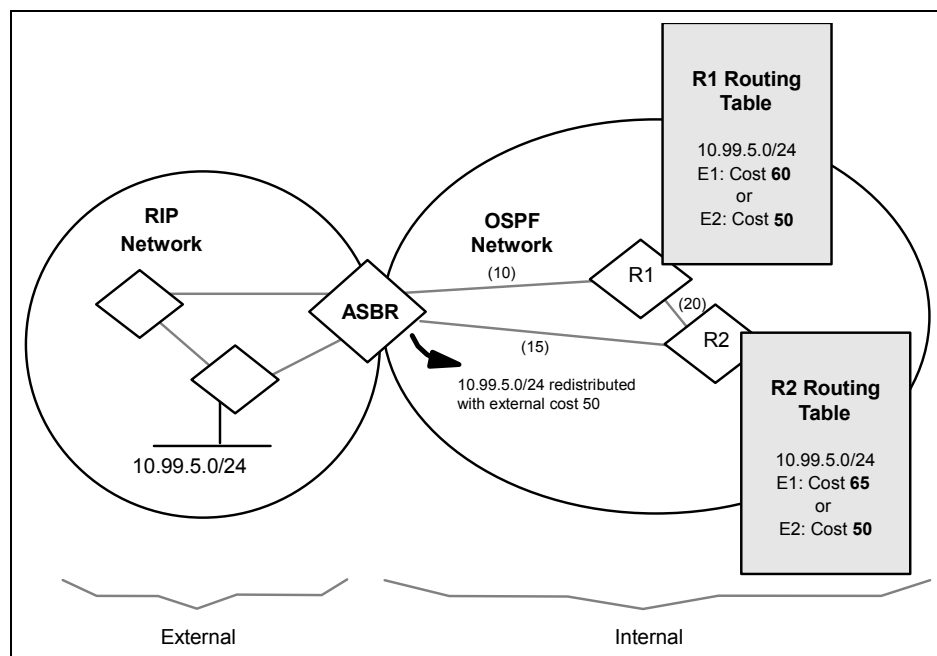 R1 Routing
Table
10.99.5.0/24
E1: Cost 60
or
E2: Cost 50
RIP
Network
OSPF
Network
(10)
R1
(20)
ASBR
R2
(15)
10.99.5.0/24 redistributed
with external cost 50
R2 Routing
Table
10.99.5.0/24
E1: Cost 65
or
E2: Cost 50
10.99.5.0/24
External
Internal